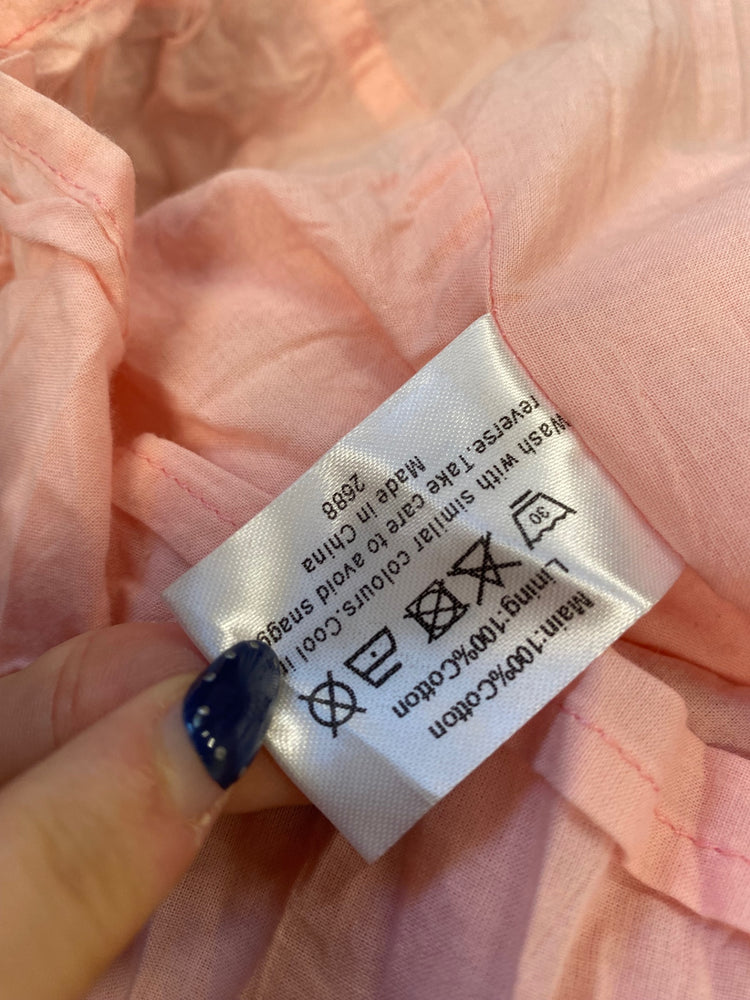 Main:100%Cotton
Lining:100%Cotton
30
Wash with similar colours.Cool ir
reverse.Take care to avoid snagg
Made in China
2688